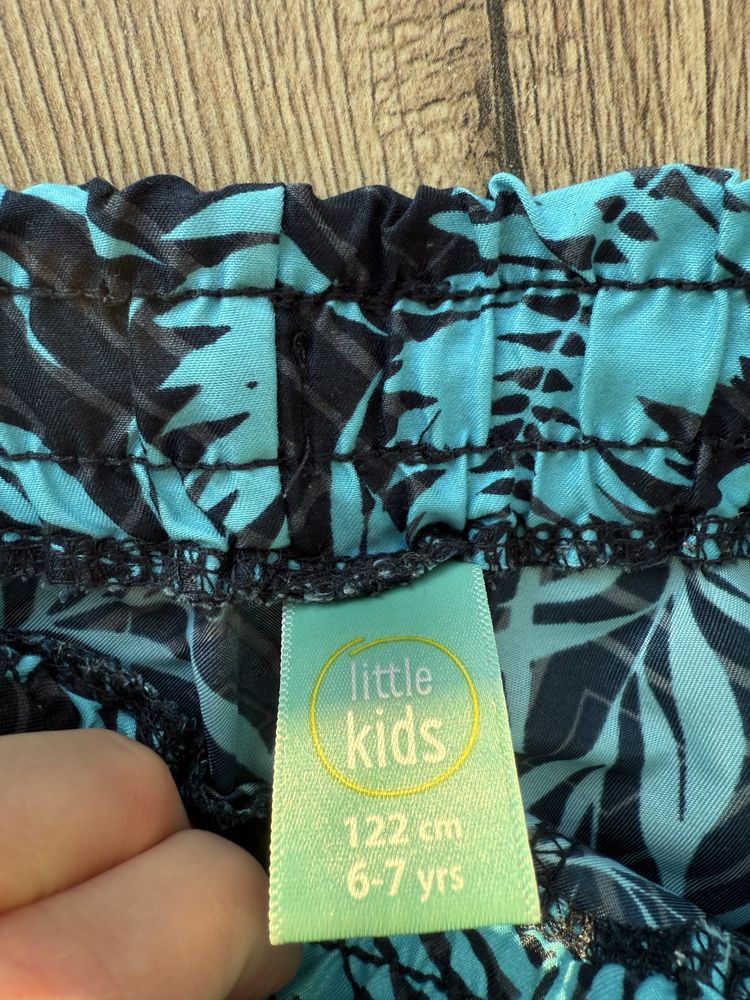 little
kids
122 cm
6-7 yrs